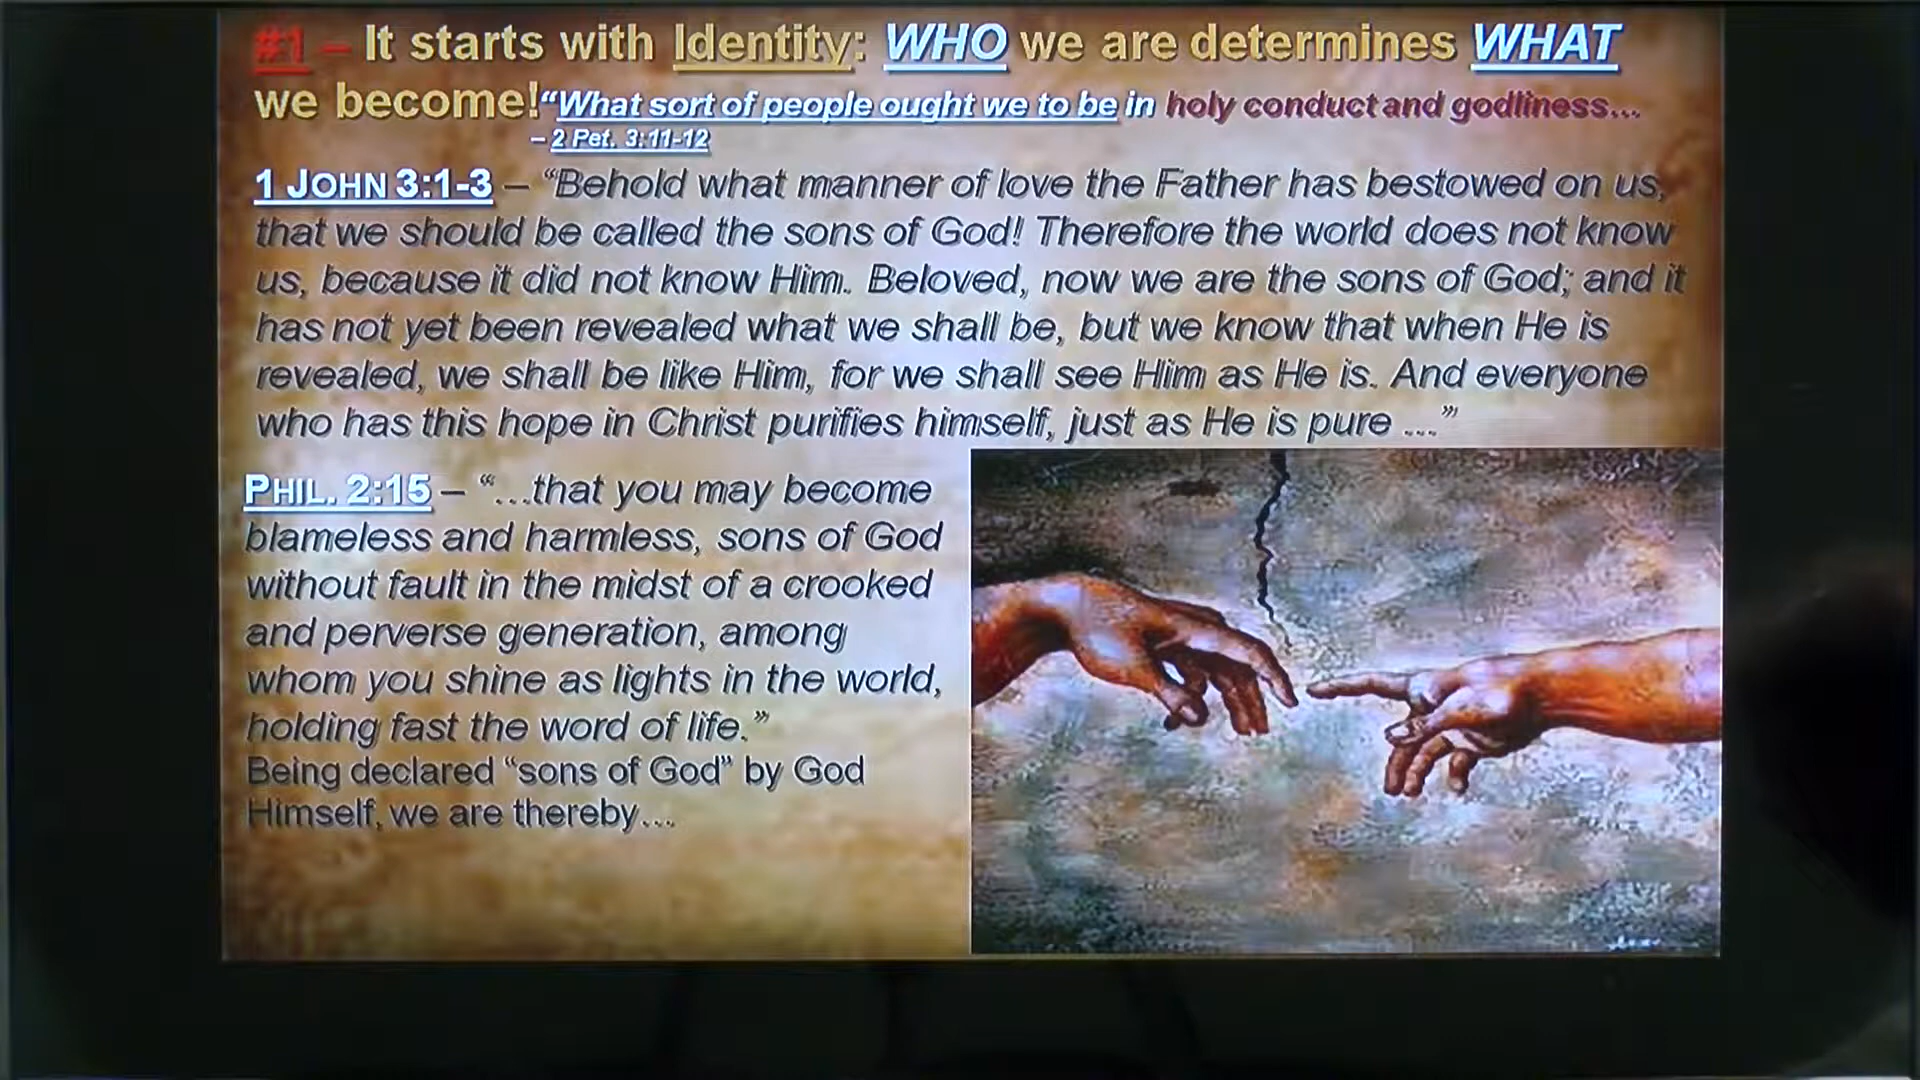 #1 – It starts with Identity: WHO we are determines WHAT
we become! “What sort of people ought we to be in holy conduct and godliness...
– 2 Pet. 3:11-12
1 JOHN 3:1-3 – “Behold what manner of love the Father has bestowed on us,
that we should be called the sons of God! Therefore the world does not know
us, because it did not know Him. Beloved, now we are the sons of God; and it
has not yet been revealed what we shall be, but we know that when He is
revealed, we shall be like Him, for we shall see Him as He is. And everyone
who has this hope in Christ purifies himself, just as He is pure ...”
PHIL. 2:15 – “...that you may become
blameless and harmless, sons of God
without fault in the midst of a crooked
and perverse generation, among
whom you shine as lights in the world,
holding fast the word of life.”
Being declared “sons of God” by God
Himself, we are thereby...